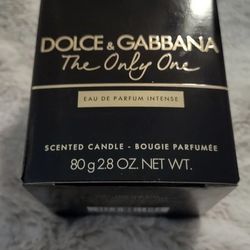 DOLCE & GABBANA
The Only One
EAU DE PARFUM INTENSE
SCENTED CANDLE - BOUGIE PARFUMÉE
80 g 2.8 OZ. NET WT.